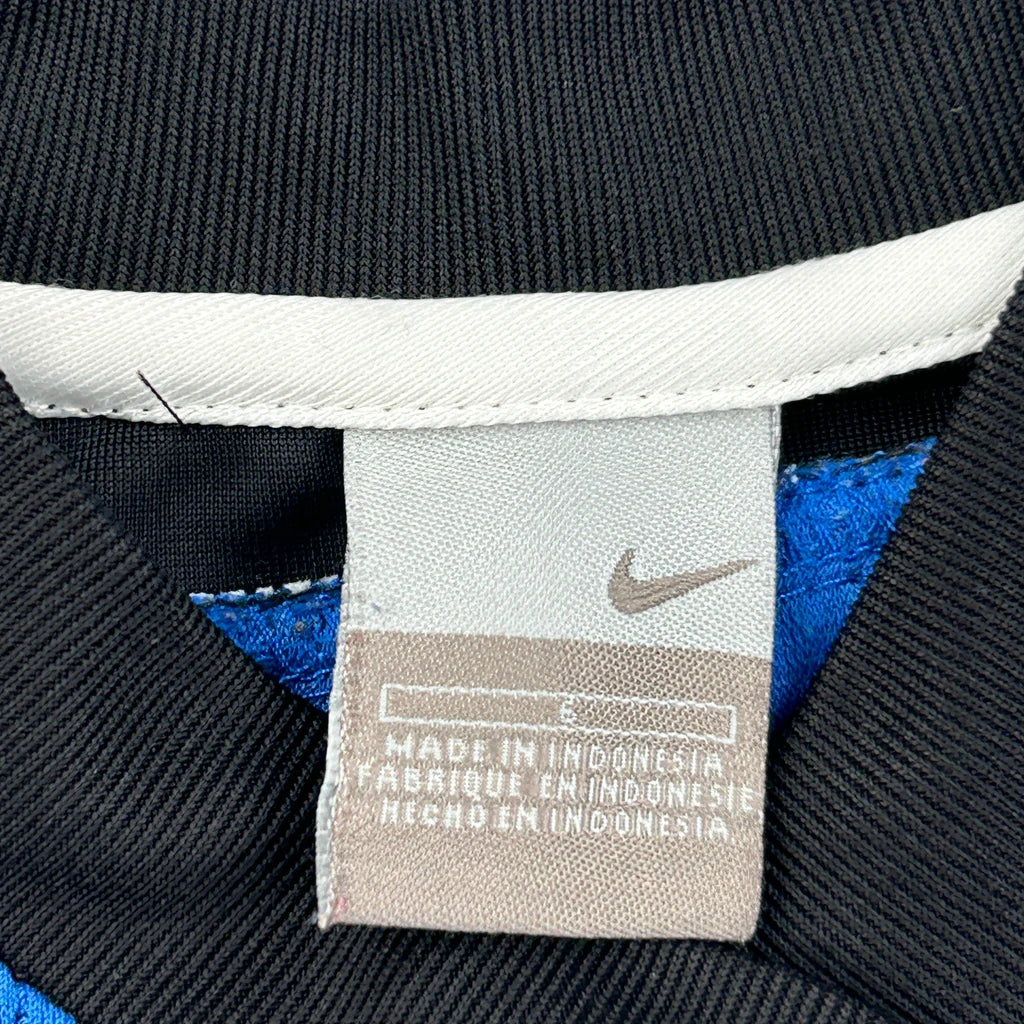 E
MADE IN INDONESIA
FABRIQUE EN INDONESIE
HECHO EN INDONESIA